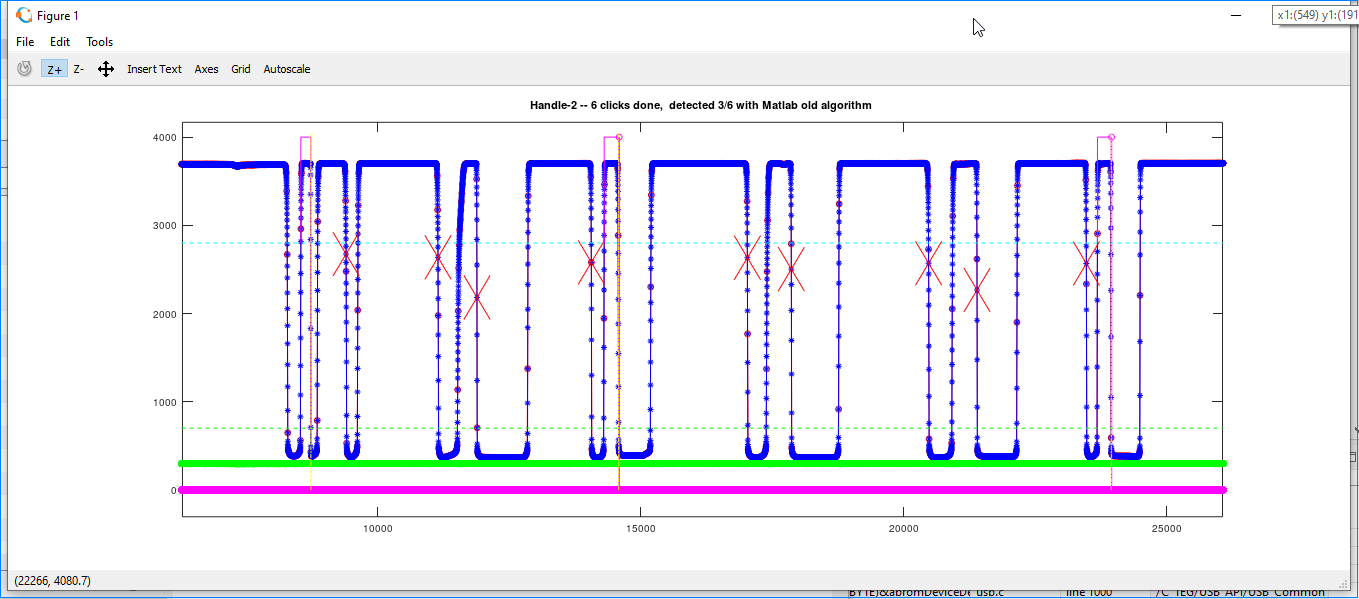 Figure 1
x1:(549) y1:(191
File Edit Tools
Z+ Z- Insert Text Axes Grid Autoscale
Handle-2 -- 6 clicks done, detected 3/6 with Matlab old algorithm
4000
3000
2000
1000
0
10000 15000 20000 25000
(22266, 4080.7)
BYTE)&abromDeviceDe usb.c line 1000 /C_TEG/USB_API/USB_Common